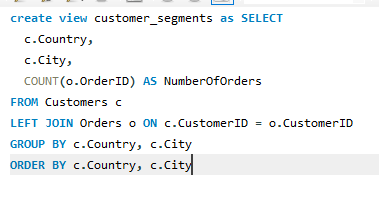 create view customer_segments as SELECT
c.Country,
c.City,
COUNT(o.OrderID) AS NumberOfOrders
FROM Customers c
LEFT JOIN Orders o ON c.CustomerID = o.CustomerID
GROUP BY c.Country, c.City
ORDER BY c.Country, c.City